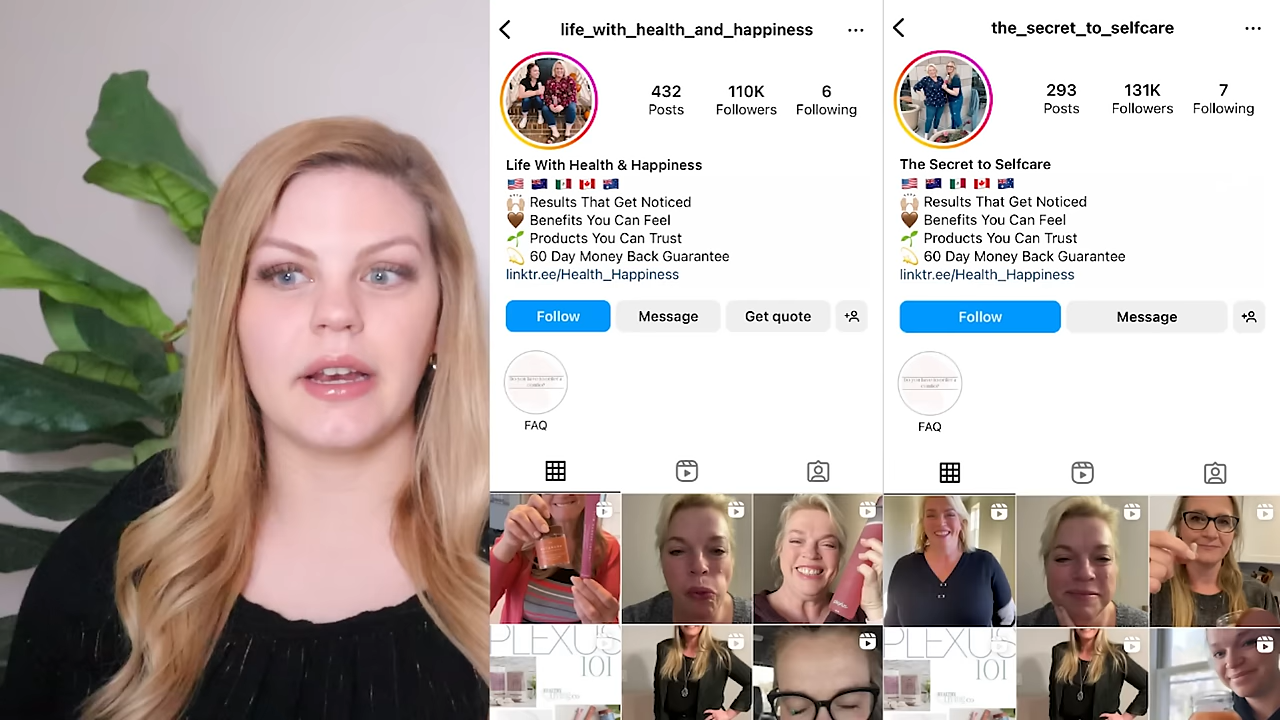 life_with_health_and_happiness
432
110K
6
Posts
Followers
Following
Life With Health & Happiness
Results That Get Noticed
Benefits You Can Feel
Products You Can Trust
60 Day Money Back Guarantee
linktr.ee/Health_Happiness
Follow
Message
Get quote
FAQ
PLEXUS
101
the_secret_to_selfcare
293
131K
7
Posts
Followers
Following
The Secret to Selfcare
Results That Get Noticed
Benefits You Can Feel
Products You Can Trust
60 Day Money Back Guarantee
linktr.ee/Health_Happiness
Follow
Message
FAQ
PLEXUS
101